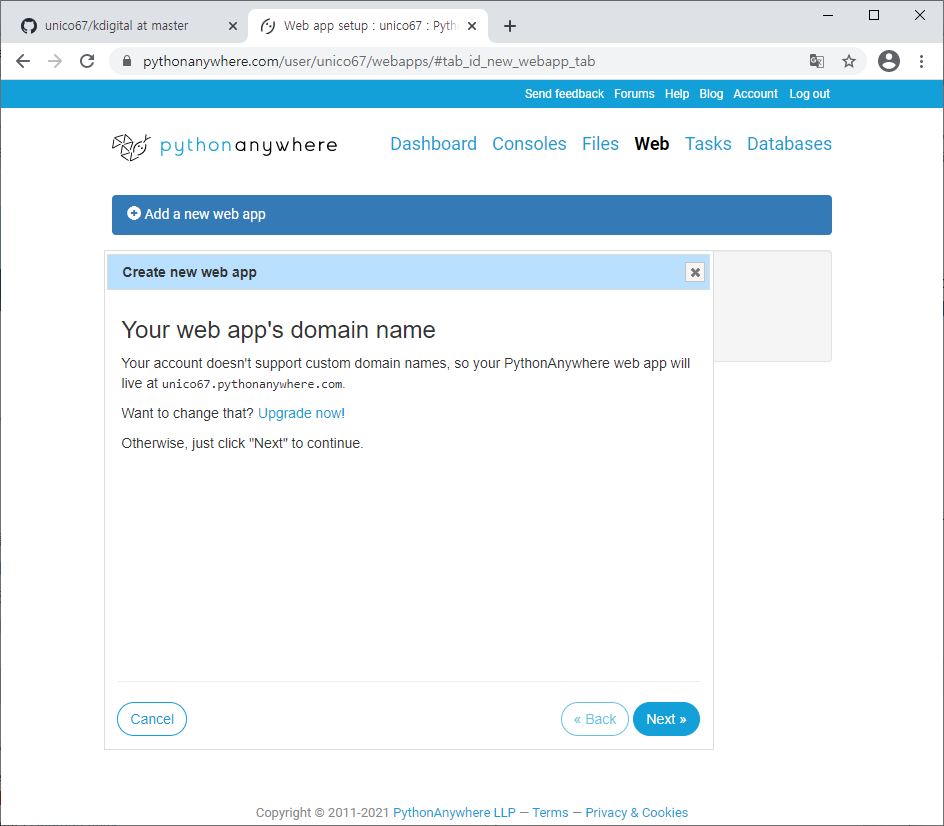 unico67/kdigital at master
Web app setup : unico67 : Pyth
pythonanywhere.com/user/unico67/webapps/#tab_id_new_webapp_tab
Send feedback Forums Help Blog Account Log out
pythonanywhere
Dashboard Consoles Files Web Tasks Databases
Add a new web app
Create new web app
Your web app's domain name
Your account doesn't support custom domain names, so your PythonAnywhere web app will
live at unico67.pythonanywhere.com.
Want to change that? Upgrade now!
Otherwise, just click "Next" to continue.
Cancel
« Back
Next »
Copyright © 2011-2021 PythonAnywhere LLP — Terms — Privacy & Cookies